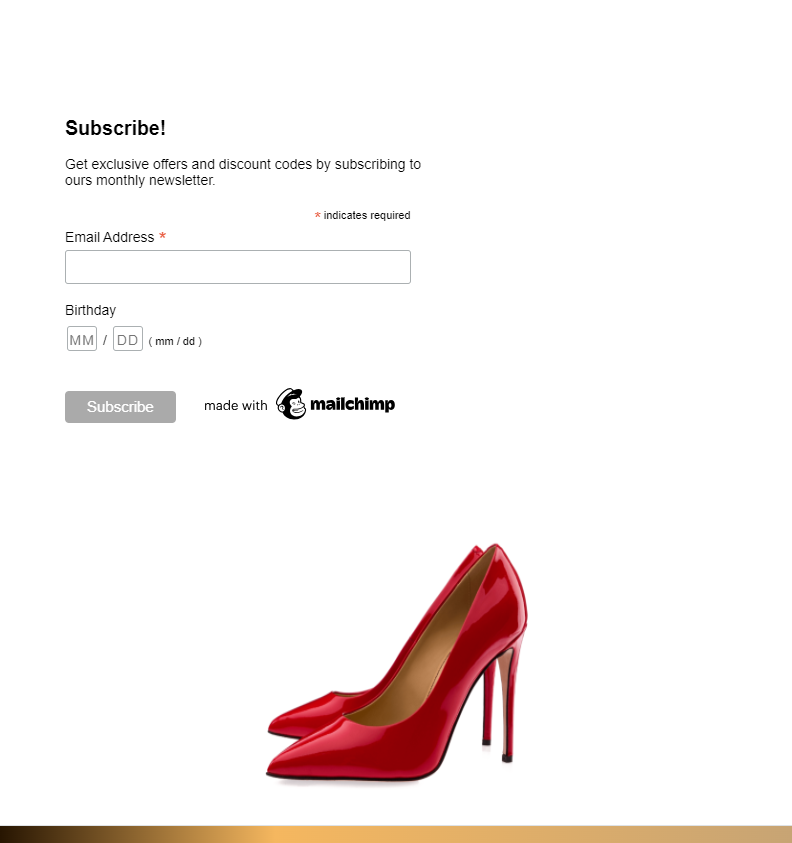 Subscribe!
Get exclusive offers and discount codes by subscribing to
ours monthly newsletter.
* indicates required
Email Address *
Birthday
MM / DD ( mm / dd )
Subscribe made with mailchimp